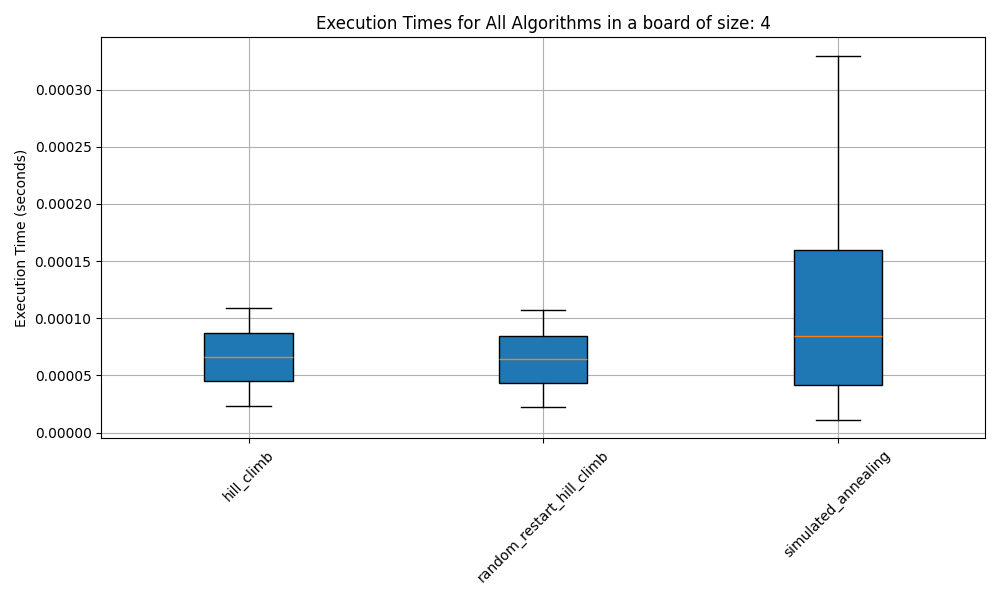 Execution Times for All Algorithms in a board of size: 4
Execution Time (seconds)
0.00030
0.00025
0.00020
0.00015
0.00010
0.00005
0.00000
hill_climb
random_restart_hill_climb
simulated_annealing